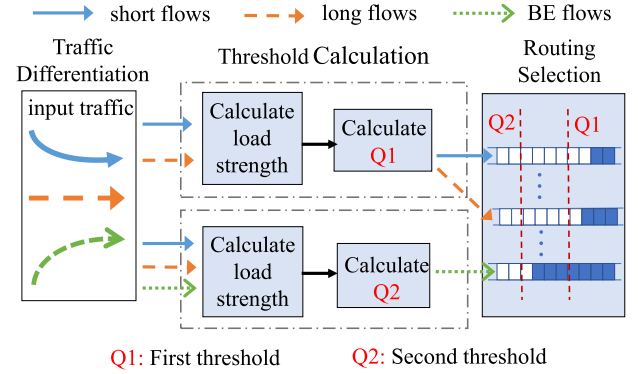 short flows
long flows
BE flows
Traffic
Differentiation
Threshold Calculation
Routing
Selection
input traffic
Calculate
load
strength
Calculate
Q1
Q2
Q1
Calculate
load
strength
Calculate
Q2
Q1: First threshold
Q2: Second threshold